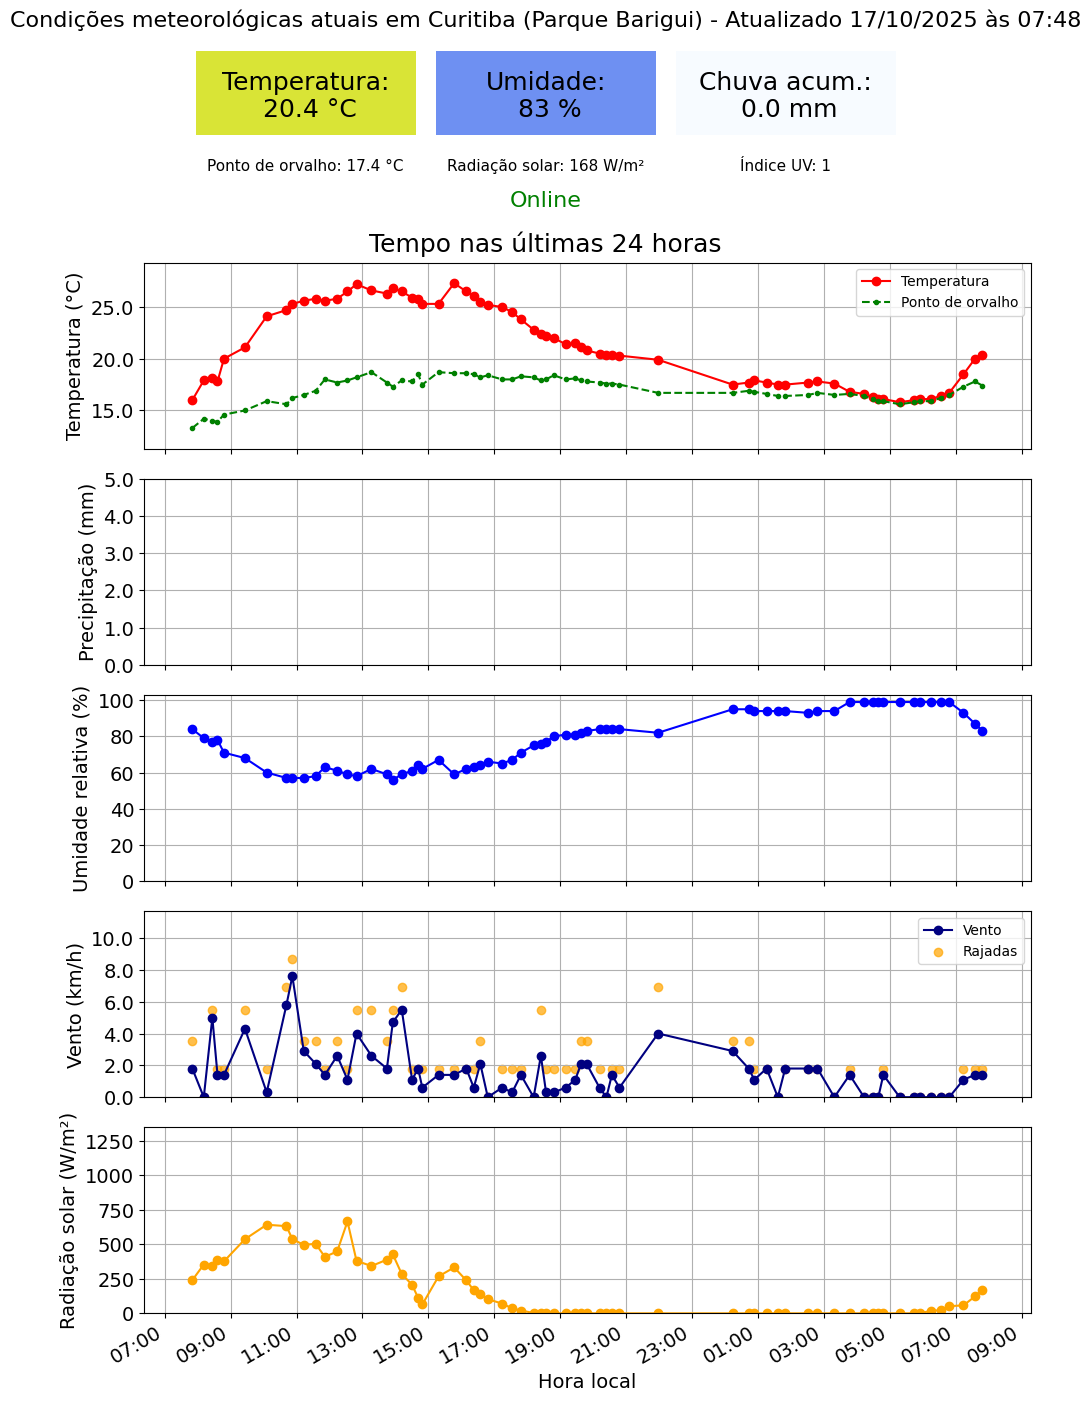 Condições meteorológicas atuais em Curitiba (Parque Barigui) - Atualizado 17/10/2025 às 07:48
Temperatura:
20.4 °C
Umidade:
83 %
Chuva acum.:
0.0 mm
Ponto de orvalho: 17.4 °C
Radiação solar: 168 W/m²
Índice UV: 1
Online
Tempo nas últimas 24 horas
Temperatura (°C)
25.0
20.0
15.0
Temperatura
Ponto de orvalho
Precipitação (mm)
5.0
4.0
3.0
2.0
1.0
0.0
Umidade relativa (%)
100
80
60
40
20
0
Vento (km/h)
10.0
8.0
6.0
4.0
2.0
0.0
Vento
Rajadas
Radiação solar (W/m²)
1250
1000
750
500
250
0
07:00
09:00
11:00
13:00
15:00
17:00
19:00
21:00
23:00
01:00
03:00
05:00
07:00
09:00
Hora local